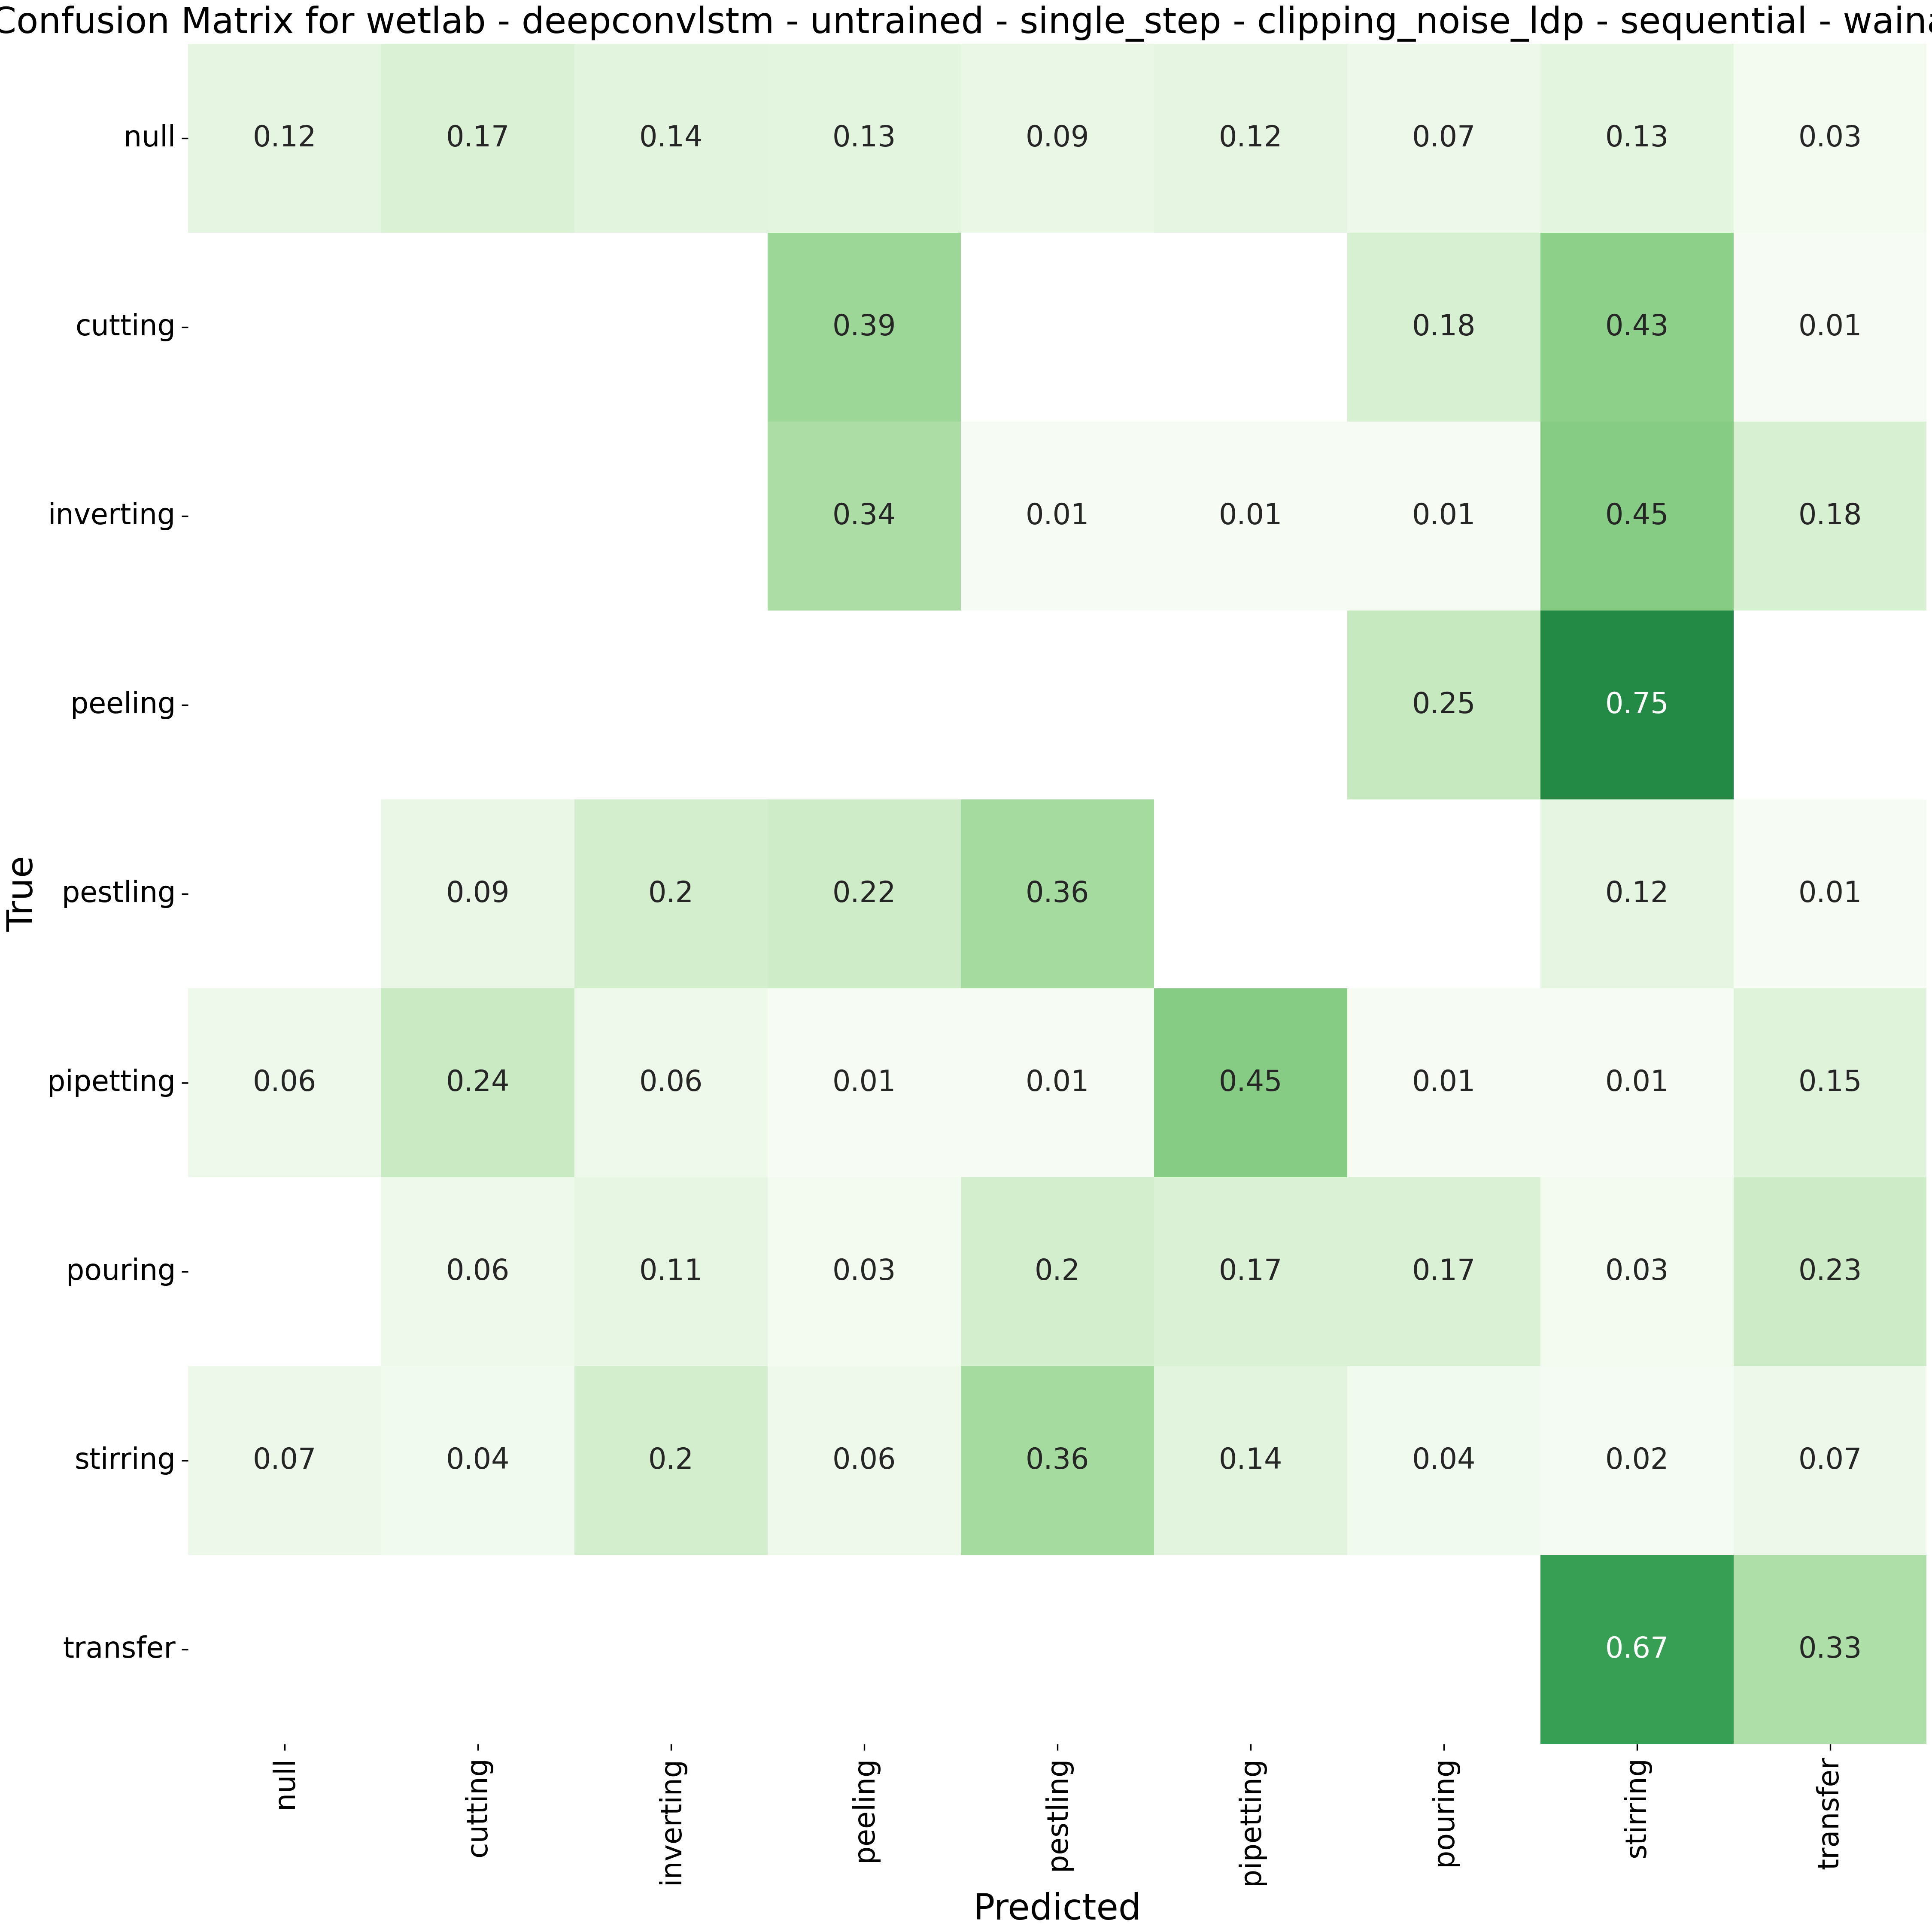 Confusion Matrix for wetlab - deepconvlstm - untrained - single_step - clipping_noise_ldp - sequential -
null 0.12 0.17 0.14 0.13 0.09 0.12 0.07 0.13 0.03
cutting 0.39 0.18 0.43 0.01
inverting 0.34 0.01 0.01 0.01 0.45 0.18
peeling 0.25 0.75
pestling 0.09 0.2 0.22 0.36 0.12 0.01
pipetting 0.06 0.24 0.06 0.01 0.01 0.45 0.01 0.01 0.15
pouring 0.06 0.11 0.03 0.2 0.17 0.17 0.03 0.23
stirring 0.07 0.04 0.2 0.06 0.36 0.14 0.04 0.02 0.07
transfer 0.67 0.33
True
null cutting inverting peeling pestling pipetting pouring stirring transfer
Predicted